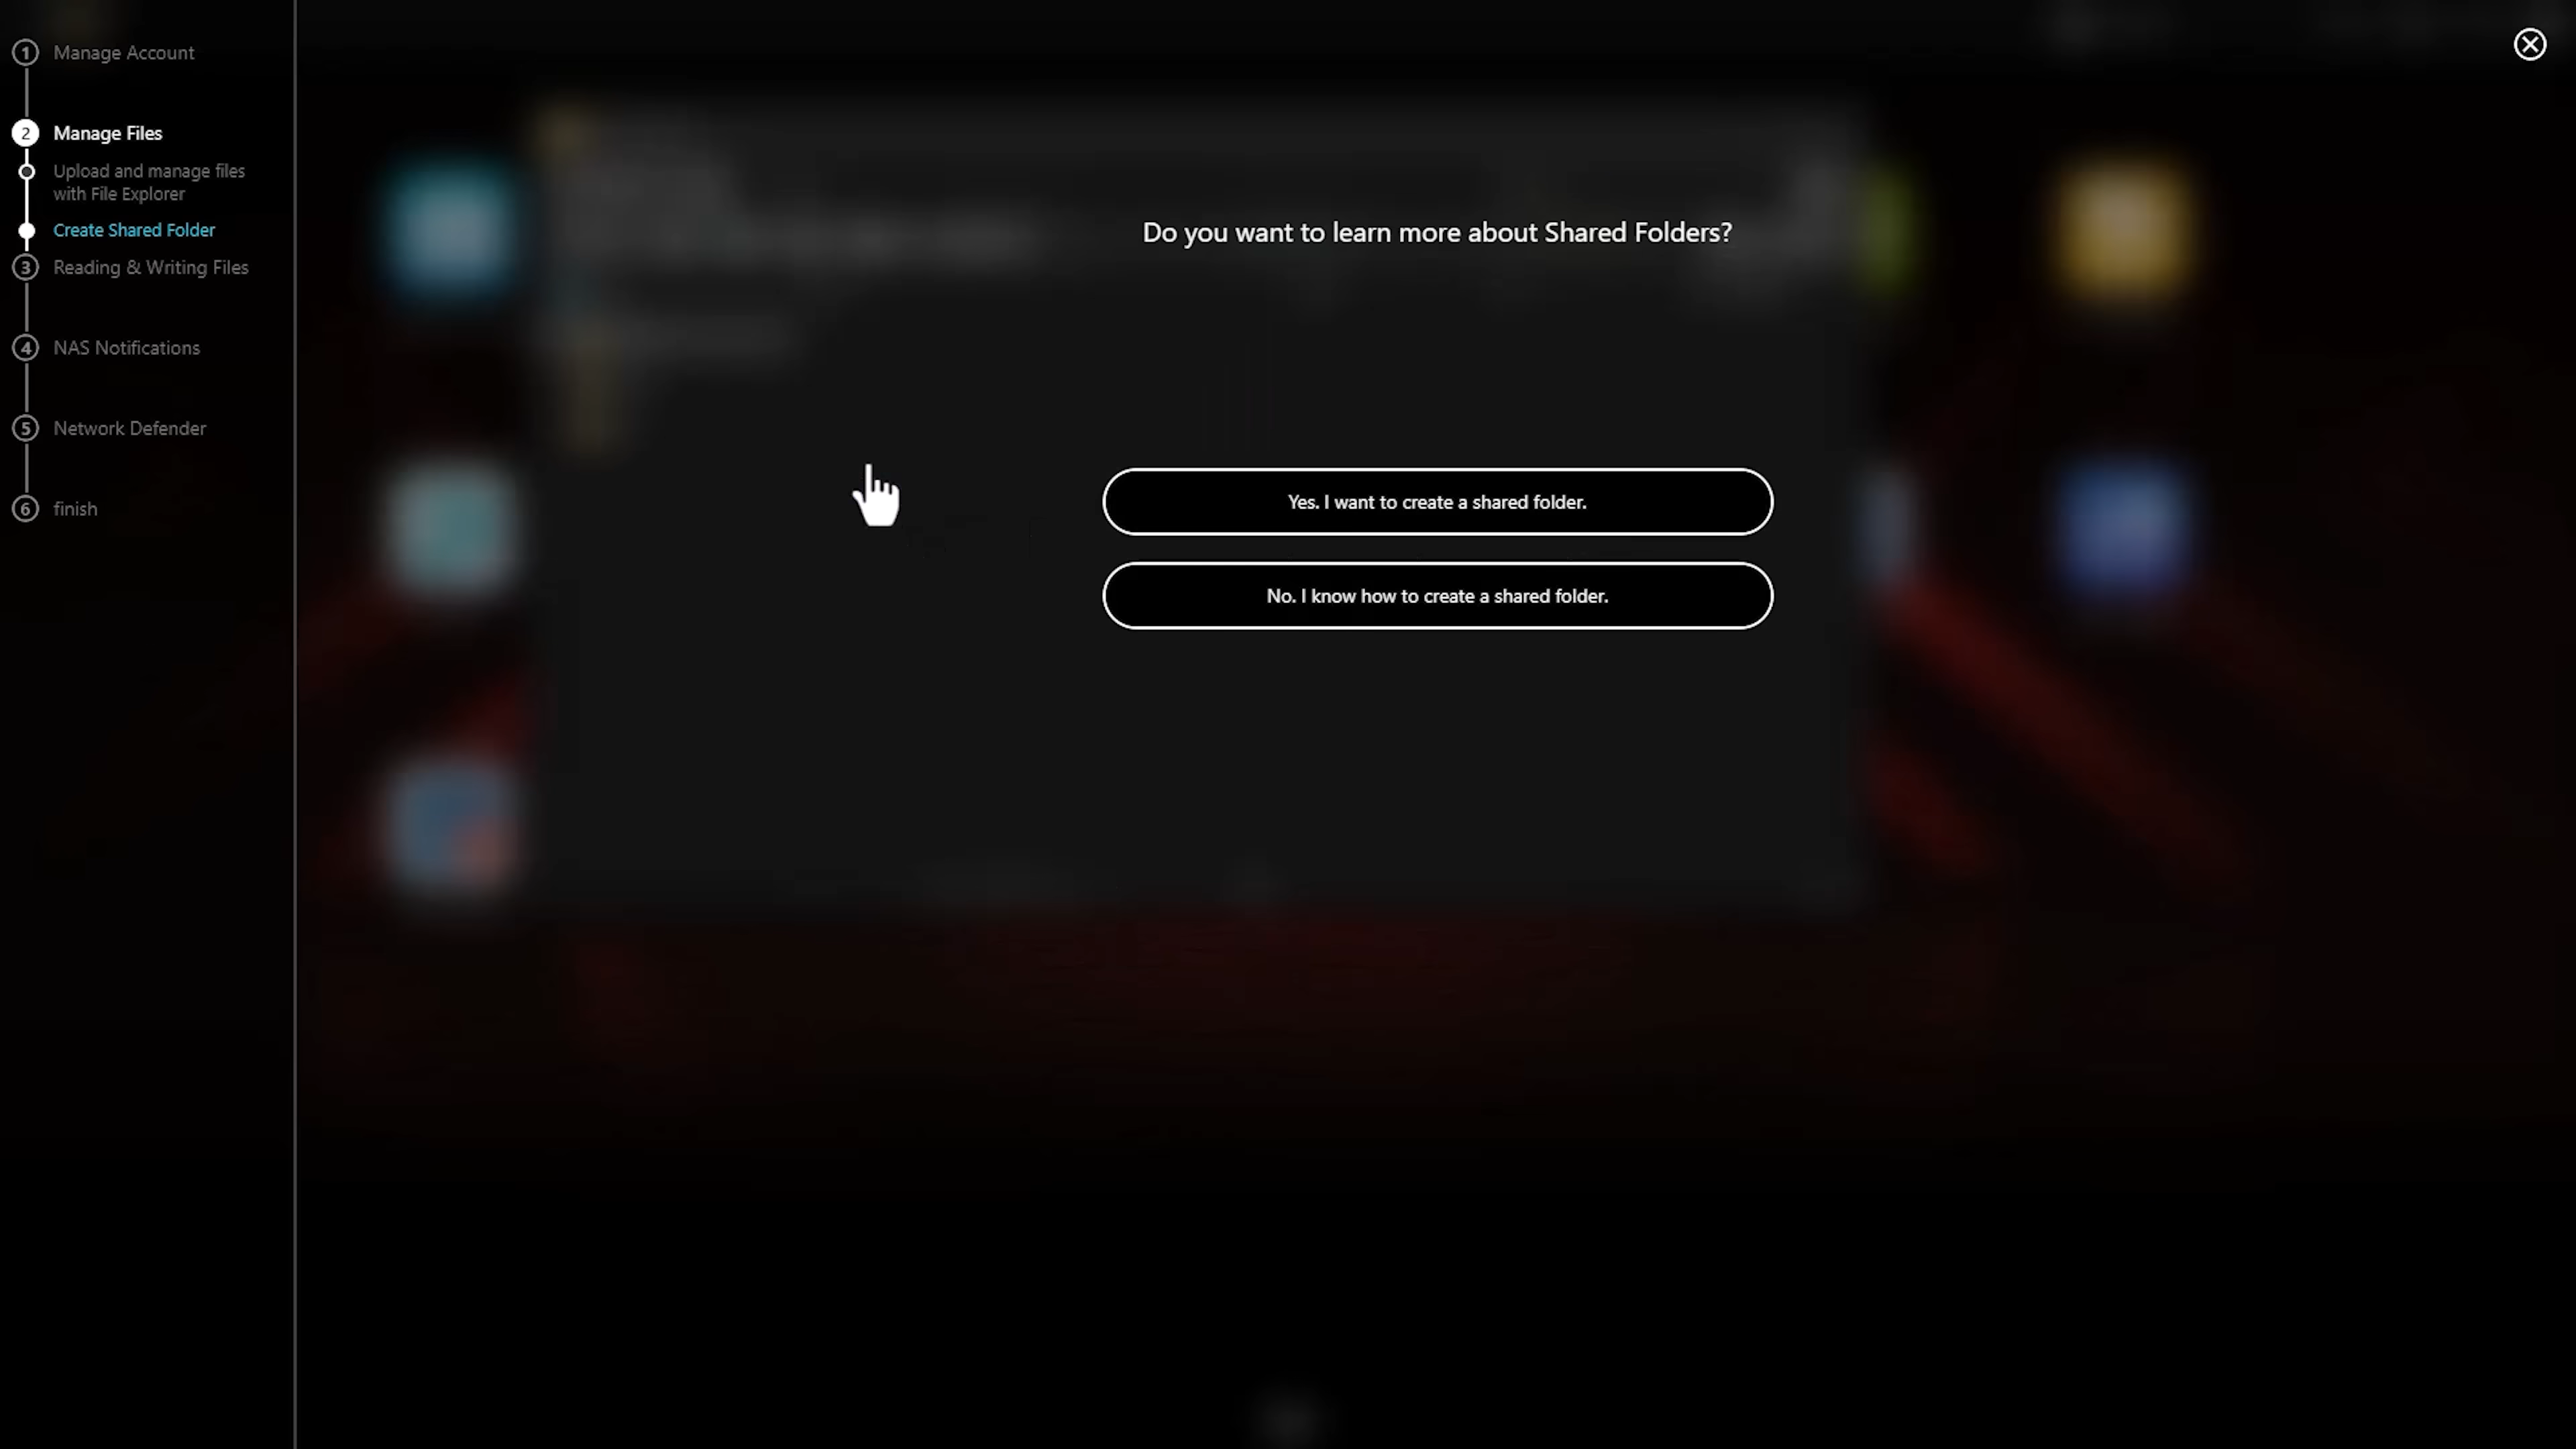 1 Manage Account
2 Manage Files
Upload and manage files
with File Explorer
Create Shared Folder
3 Reading & Writing Files
4 NAS Notifications
5 Network Defender
6 finish
Do you want to learn more about Shared Folders?
Yes. I want to create a shared folder.
No. I know how to create a shared folder.